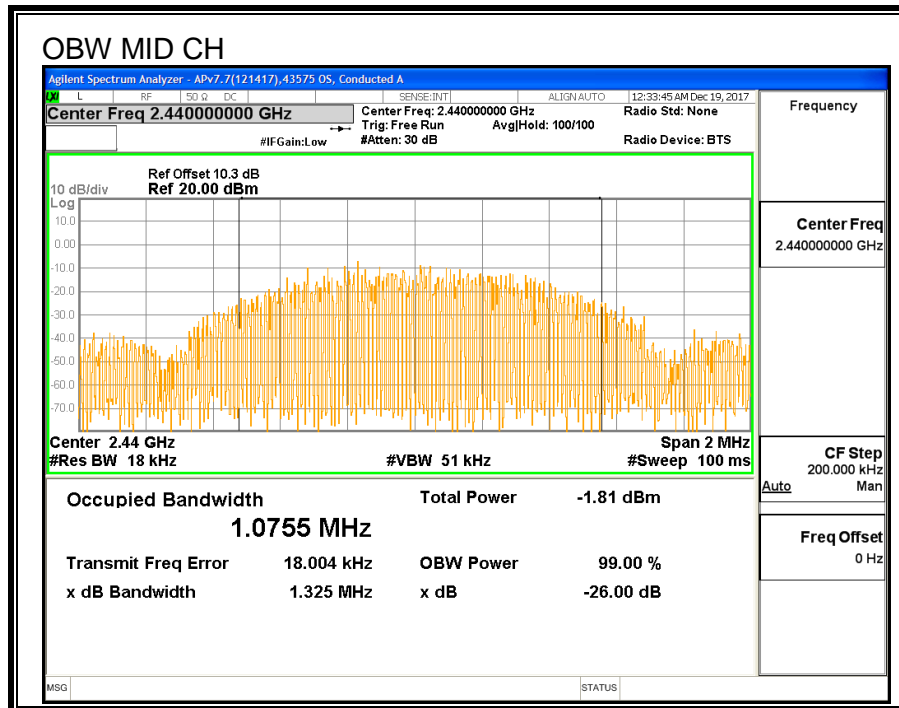 OBW MID CH
Agilent Spectrum Analyzer - APv7.7(121417),43575 OS, Conducted A
LXI L RF 50 Ω DC SENSE:INT ALIGN AUTO 12:33:45 AM Dec 19, 2017
Center Freq 2.440000000 GHz
Center Freq: 2.440000000 GHz Radio Std: None
Trig: Free Run Avg|Hold: 100/100
#IFGain:Low #Atten: 30 dB Radio Device: BTS
Ref Offset 10.3 dB
10 dB/div Ref 20.00 dBm
Log
10.0
0.00
-10.0
-20.0
-30.0
-40.0
-50.0
-60.0
-70.0
Center 2.44 GHz Span 2 MHz
#Res BW 18 kHz #VBW 51 kHz #Sweep 100 ms
Occupied Bandwidth Total Power -1.81 dBm
1.0755 MHz
Transmit Freq Error 18.004 kHz OBW Power 99.00 %
x dB Bandwidth 1.325 MHz x dB -26.00 dB
MSG STATUS
Frequency
Center Freq
2.440000000 GHz
CF Step
200.000 kHz
Auto Man
Freq Offset
0 Hz